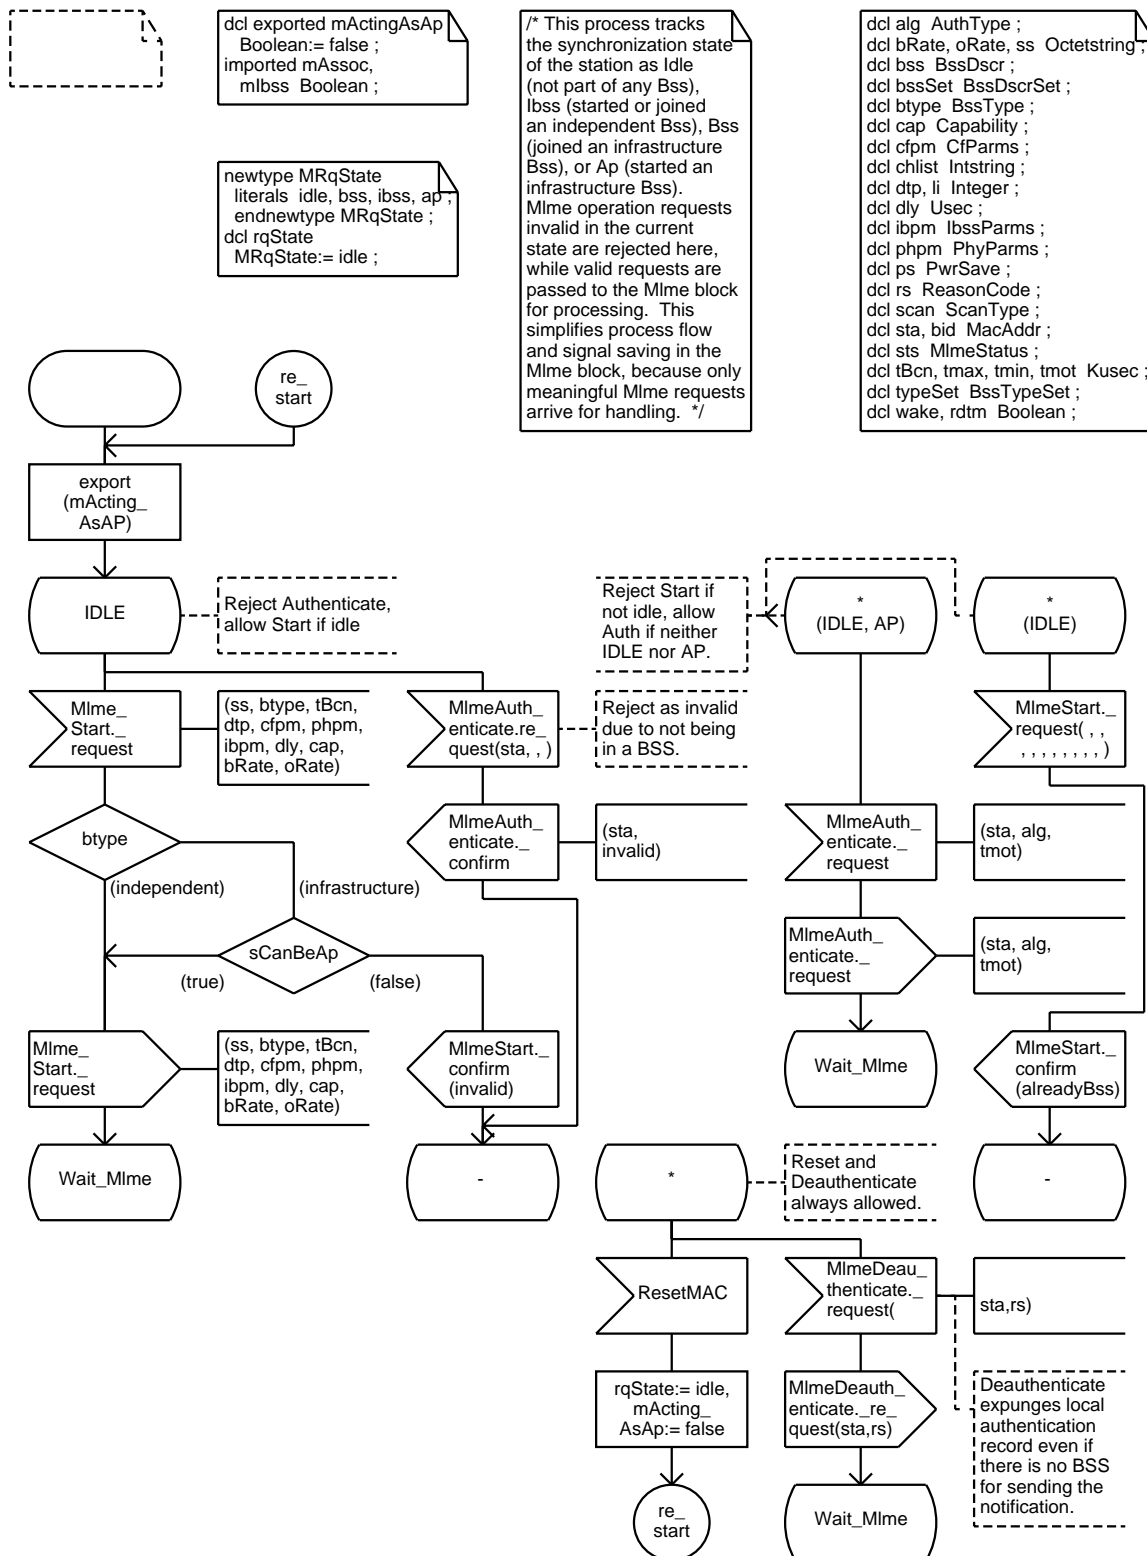 dcl exported mActingAsAp
Boolean:= false ;
imported mAssoc,
mIbss Boolean ;
newtype MRqState
literals idle, bss, ibss, ap ;
endnewtype MRqState ;
dcl rqState
MRqState:= idle ;
/* This process tracks
the synchronization state
of the station as Idle
(not part of any Bss),
Ibss (started or joined
an independent Bss), Bss
(joined an infrastructure
Bss), or Ap (started an
infrastructure Bss).
Mlme operation requests
invalid in the current
state are rejected here,
while valid requests are
passed to the Mlme block
for processing. This
simplifies process flow
and signal saving in the
Mlme block, because only
meaningful Mlme requests
arrive for handling. */
dcl alg AuthType ;
dcl bRate, oRate, ss Octetstring ;
dcl bss BssDscr ;
dcl bssSet BssDscrSet ;
dcl btype BssType ;
dcl cap Capability ;
dcl cfpm CfParms ;
dcl chlist Intstring ;
dcl dtp, li Integer ;
dcl dly Usec ;
dcl ibpm IbssParms ;
dcl phpm PhyParms ;
dcl ps PwrSave ;
dcl rs ReasonCode ;
dcl scan ScanType ;
dcl sta, bid MacAddr ;
dcl sts MlmeStatus ;
dcl tBcn, tmax, tmin, tmot Kusec ;
dcl typeSet BssTypeSet ;
dcl wake, rdtm Boolean ;
re_
start
export
(mActing_
AsAP)
IDLE
Reject Authenticate,
allow Start if idle
Reject Start if
not idle, allow
Auth if neither
IDLE nor AP.
*
(IDLE, AP)
*
(IDLE)
Mlme_
Start._
request
(ss, btype, tBcn,
dtp, cfpm, phpm,
ibpm, dly, cap,
bRate, oRate)
MlmeAuth_
enticate.re_
quest(sta, , )
Reject as invalid
due to not being
in a BSS.
MlmeStart._
request( , ,
, , , , , , , , )
btype
(independent)
(infrastructure)
MlmeAuth_
enticate._
confirm
(sta,
invalid)
MlmeAuth_
enticate._
request
(sta, alg,
tmot)
sCanBeAp
(true)
(false)
MlmeAuth_
enticate._
request
(sta, alg,
tmot)
Mlme_
Start._
request
(ss, btype, tBcn,
dtp, cfpm, phpm,
ibpm, dly, cap,
bRate, oRate)
MlmeStart._
confirm
(invalid)
Wait_Mlme
MlmeStart._
confirm
(alreadyBss)
Wait_Mlme
-
*
Reset and
Deauthenticate
always allowed.
-
ResetMAC
MlmeDeau_
thenticate._
request(
sta,rs)
rqState:= idle,
mActing_
AsAp:= false
MlmeDeauth_
enticate._re_
quest(sta,rs)
Deauthenticate
expunges local
authentication
record even if
there is no BSS
for sending the
notification.
re_
start
Wait_Mlme